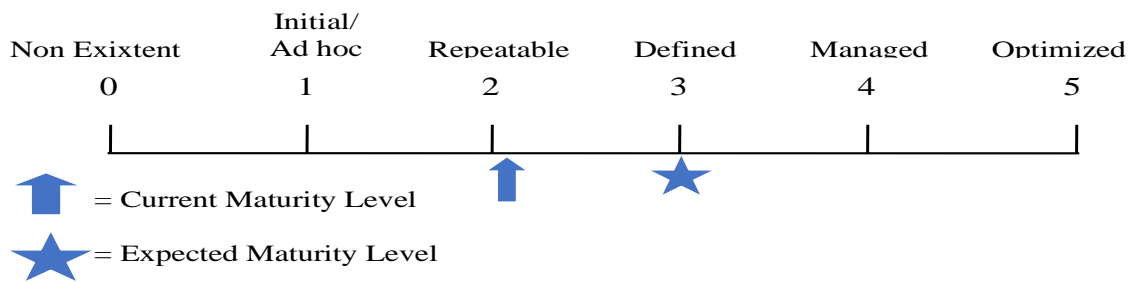 Non Exixtent Initial/ Ad hoc Repeatable Defined Managed Optimized
0 1 2 3 4 5
= Current Maturity Level
= Expected Maturity Level